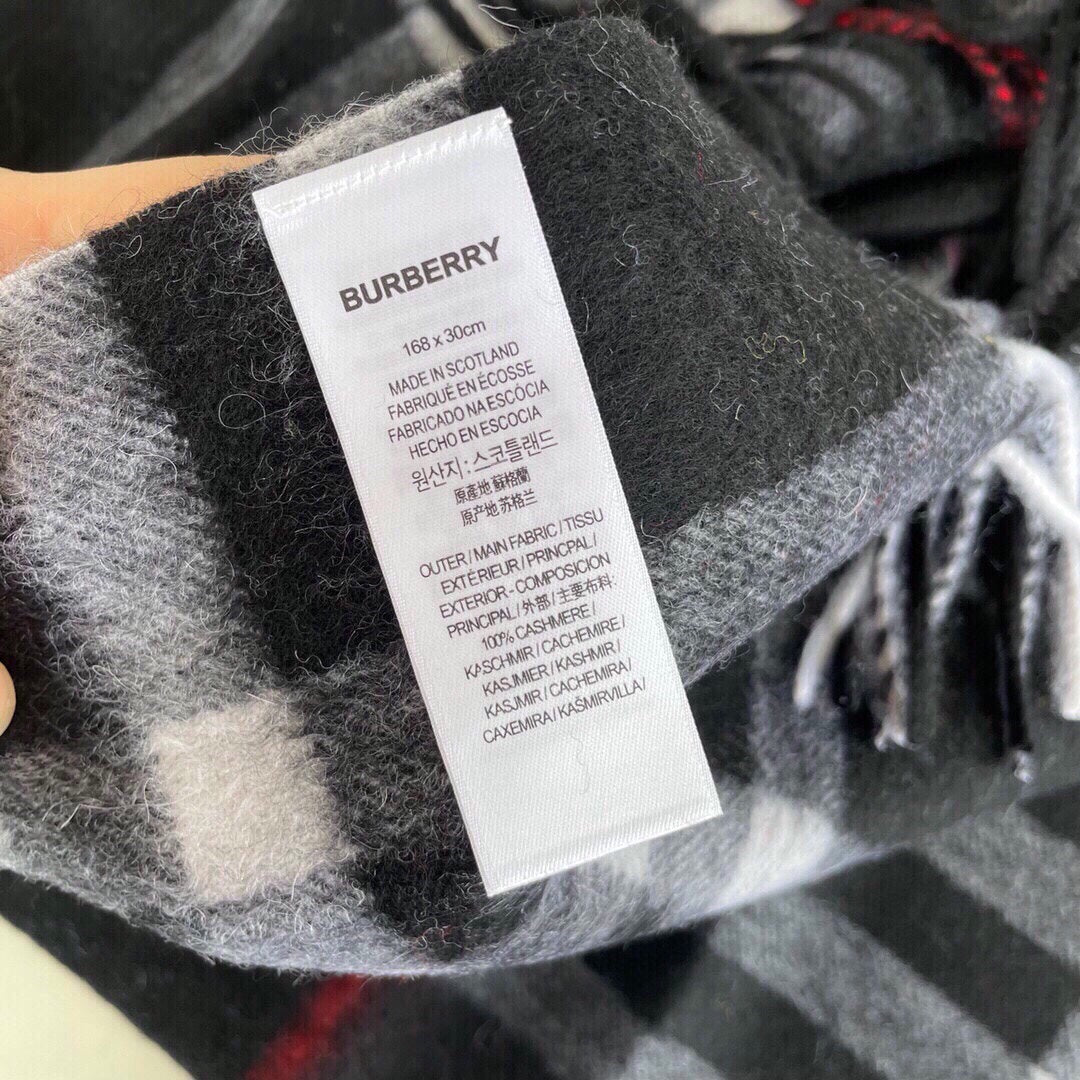 BURBERRY
168 x 30cm
MADE IN SCOTLAND
FABRIQUÉ EN ÉCOSSE
FABRICADO NA ESCÓCIA
HECHO EN ESCOCIA
원산지: 스코틀랜드
原產地 蘇格蘭
原产地 苏格兰
OUTER / MAIN FABRIC / TISSU
EXTÉRIEUR / PRINCPAL /
EXTERIOR - COMPOSICION
PRINCIPAL / 外部 / 主要布料:
100% CASHMERE /
KASCHMIR / CACHEMIRE /
KASJMIER / KASHMIR /
KASJMIR / CACHEMIRA /
CAXEMIRA / KAŠMIRVILLA /